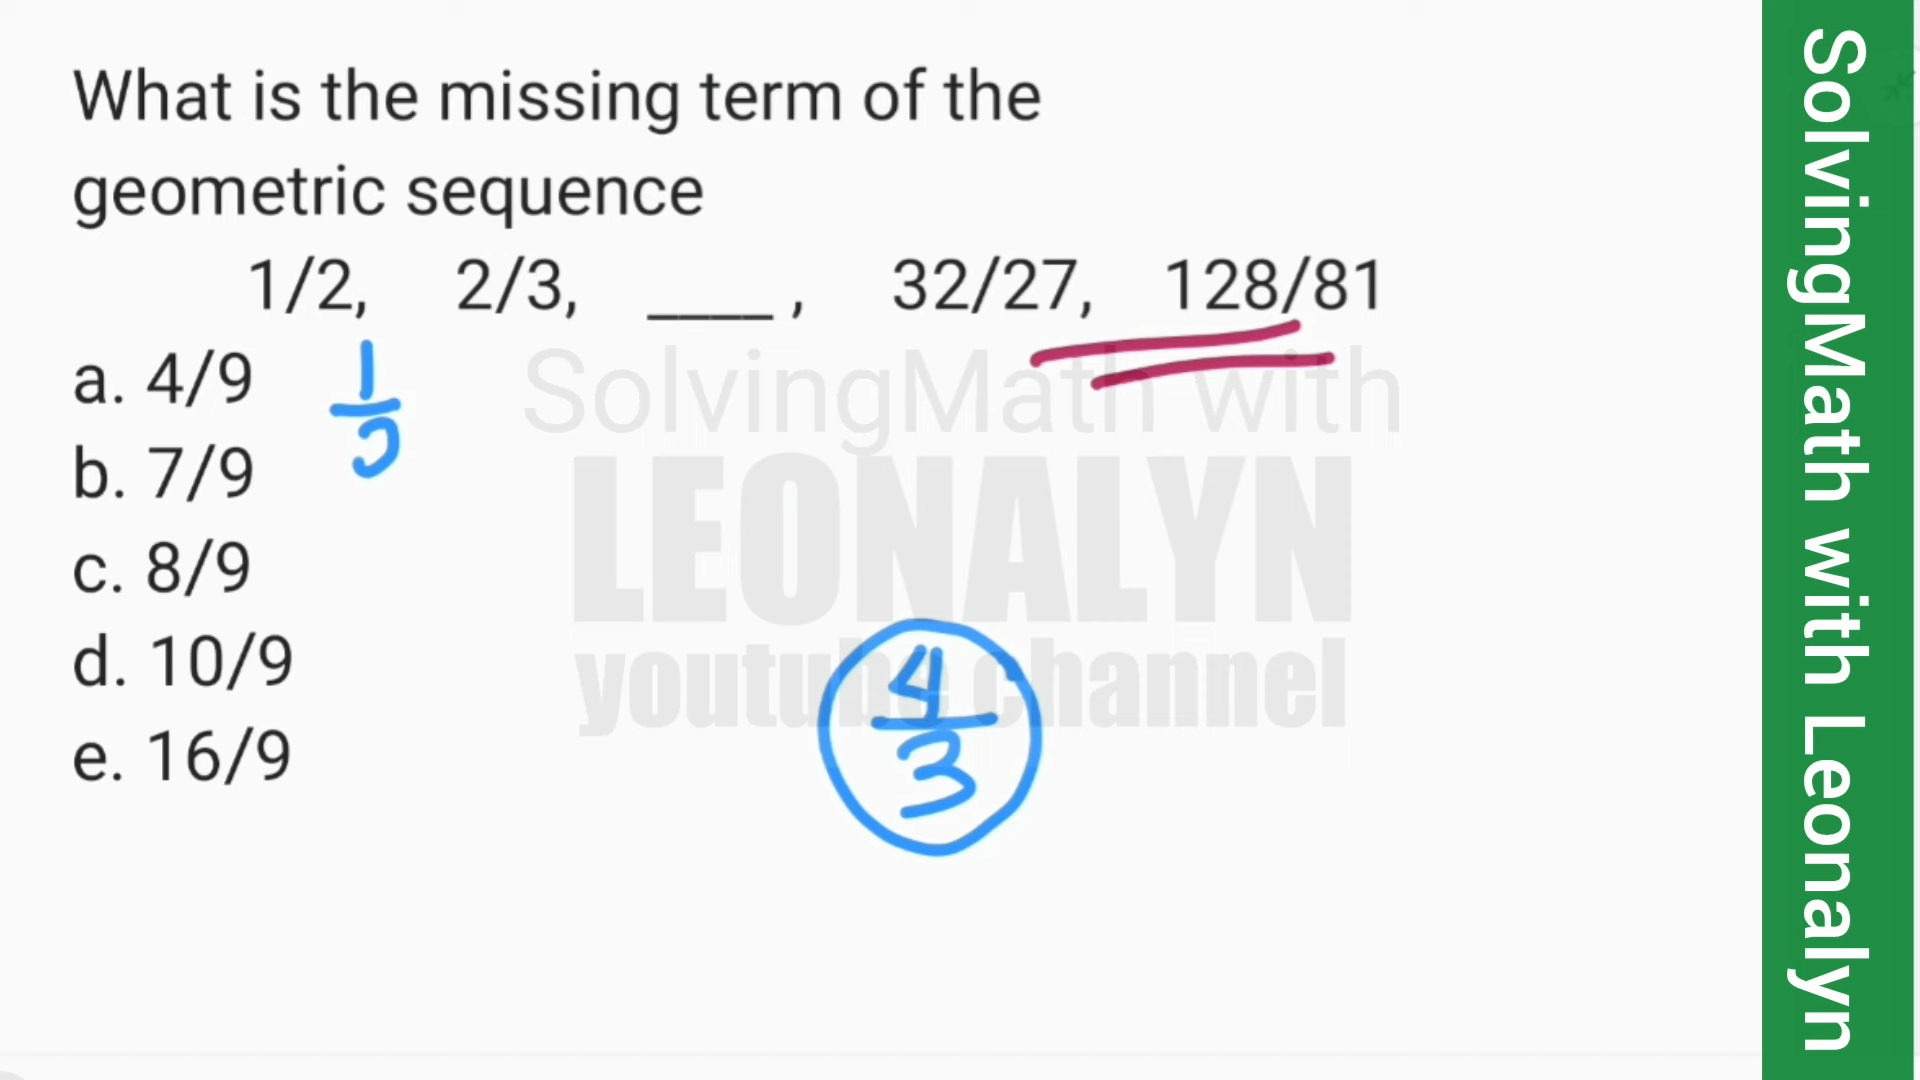 What is the missing term of the
geometric sequence
1/2, 2/3, ____ , 32/27, 128/81
a. 4/9
b. 7/9
c. 8/9
d. 10/9
e. 16/9
1
4
3
SolvingMath with
LEONALYN
youtube channel
SolvingMath with Leonalyn